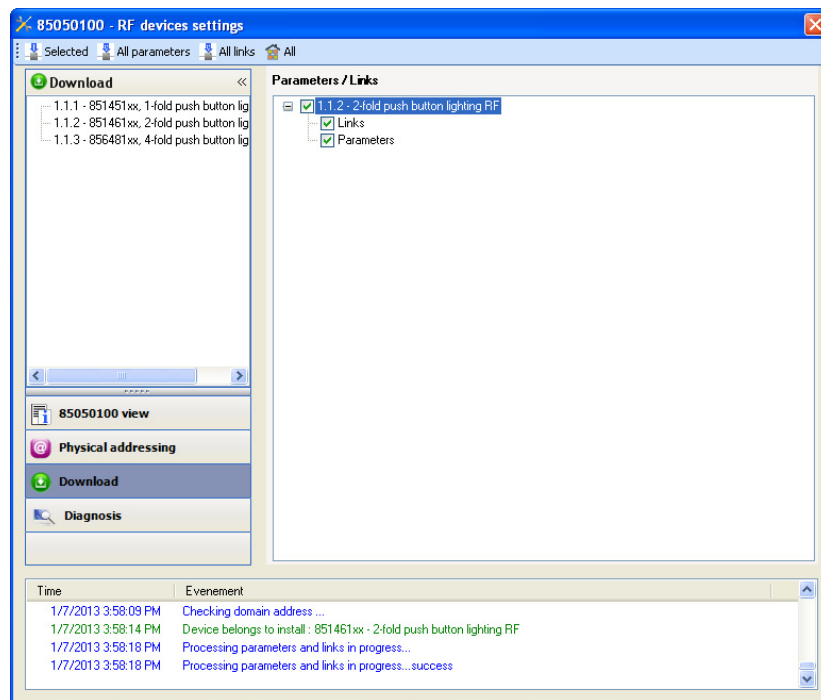 85050100 - RF devices settings
Selected All parameters All links All
Download «
1.1.1 - 851451xx, 1-fold push button lig
1.1.2 - 851461xx, 2-fold push button lig
1.1.3 - 856481xx, 4-fold push button lig
85050100 view
Physical addressing
Download
Diagnosis
Parameters / Links
1.1.2 - 2-fold push button lighting RF
Links
Parameters
Time Evenement
1/7/2013 3:58:09 PM Checking domain address ...
1/7/2013 3:58:14 PM Device belongs to install : 851461xx - 2-fold push button lighting RF
1/7/2013 3:58:18 PM Processing parameters and links in progress...
1/7/2013 3:58:18 PM Processing parameters and links in progress...success